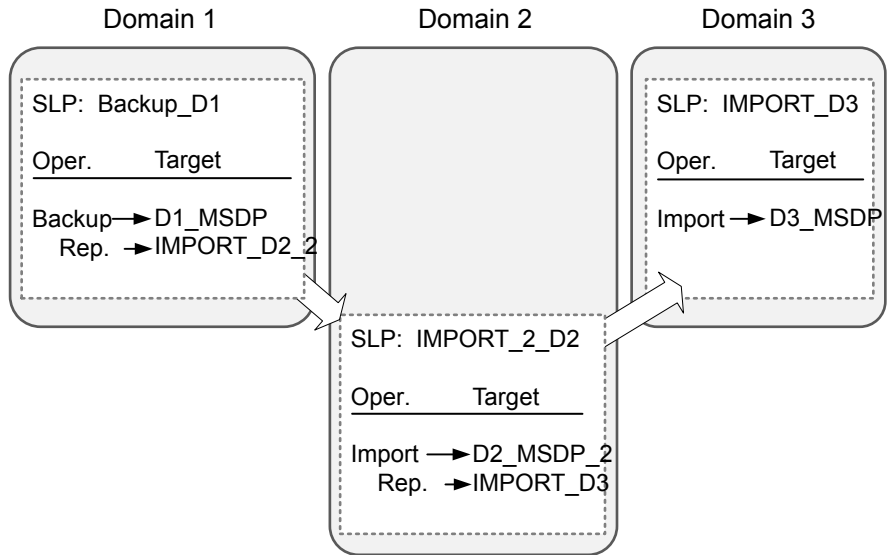 Domain 1
Domain 2
Domain 3
SLP:  Backup_D1
Oper. Target
Backup D1_MSDP
Rep. IMPORT_D2_2
SLP:  IMPORT_2_D2
Oper. Target
Import D2_MSDP_2
Rep. IMPORT_D3
SLP:  IMPORT_D3
Oper. Target
Import D3_MSDP